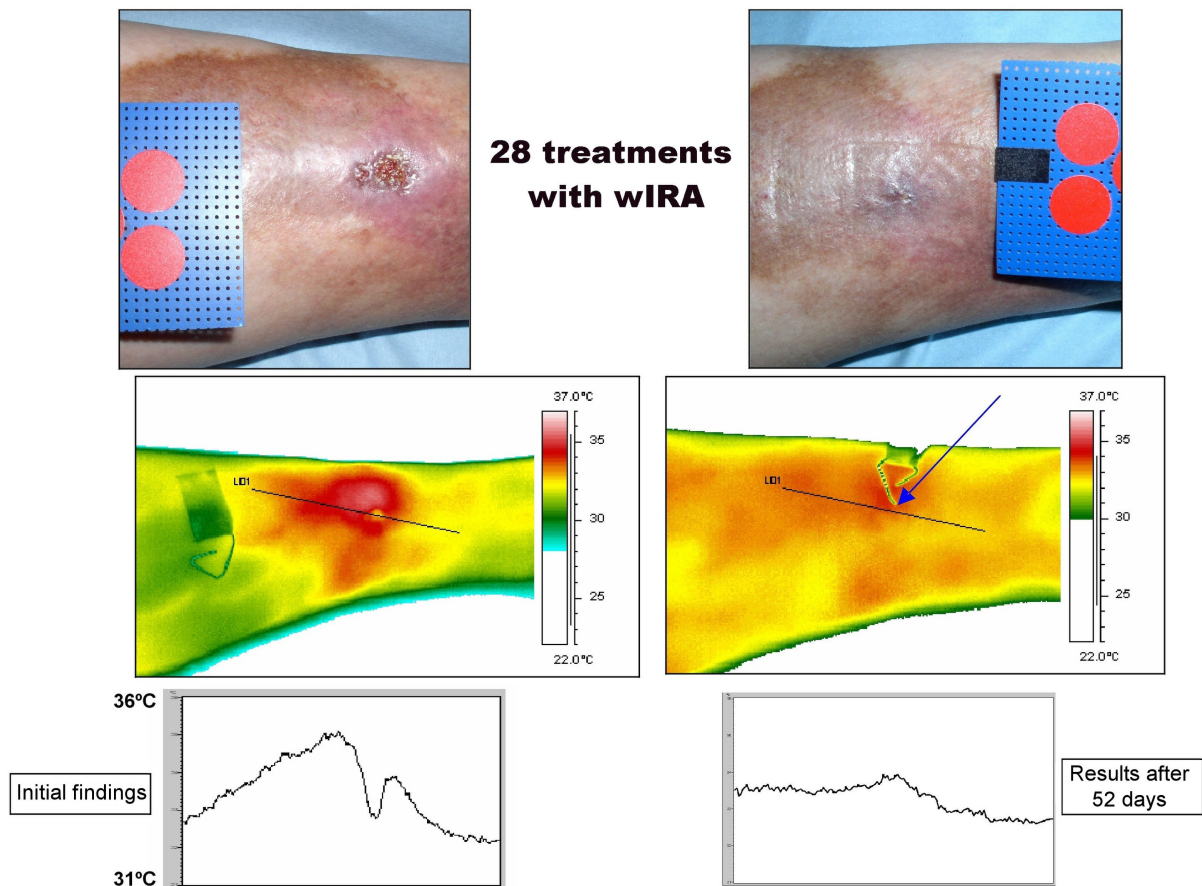 28 treatments
with wIRA
37.0°C
35
LI01
30
25
22.0°C
37.0°C
35
LI01
30
25
22.0°C
36°C
31°C
Initial findings
Results after
52 days